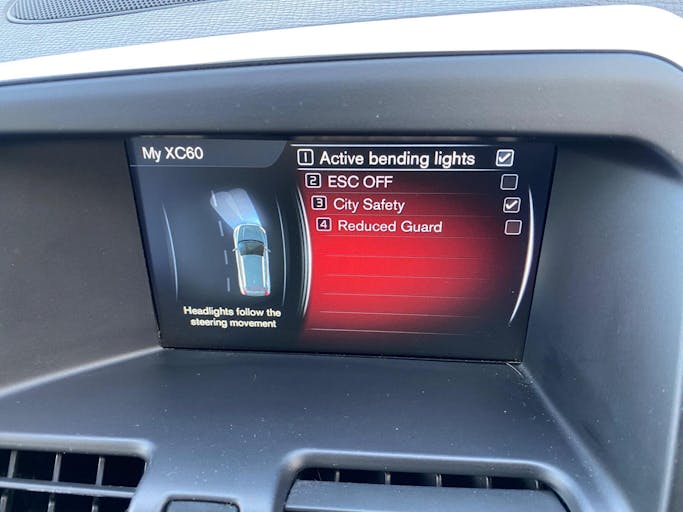 My XC60
1 Active bending lights
2 ESC OFF
3 City Safety
4 Reduced Guard
Headlights follow the
steering movement